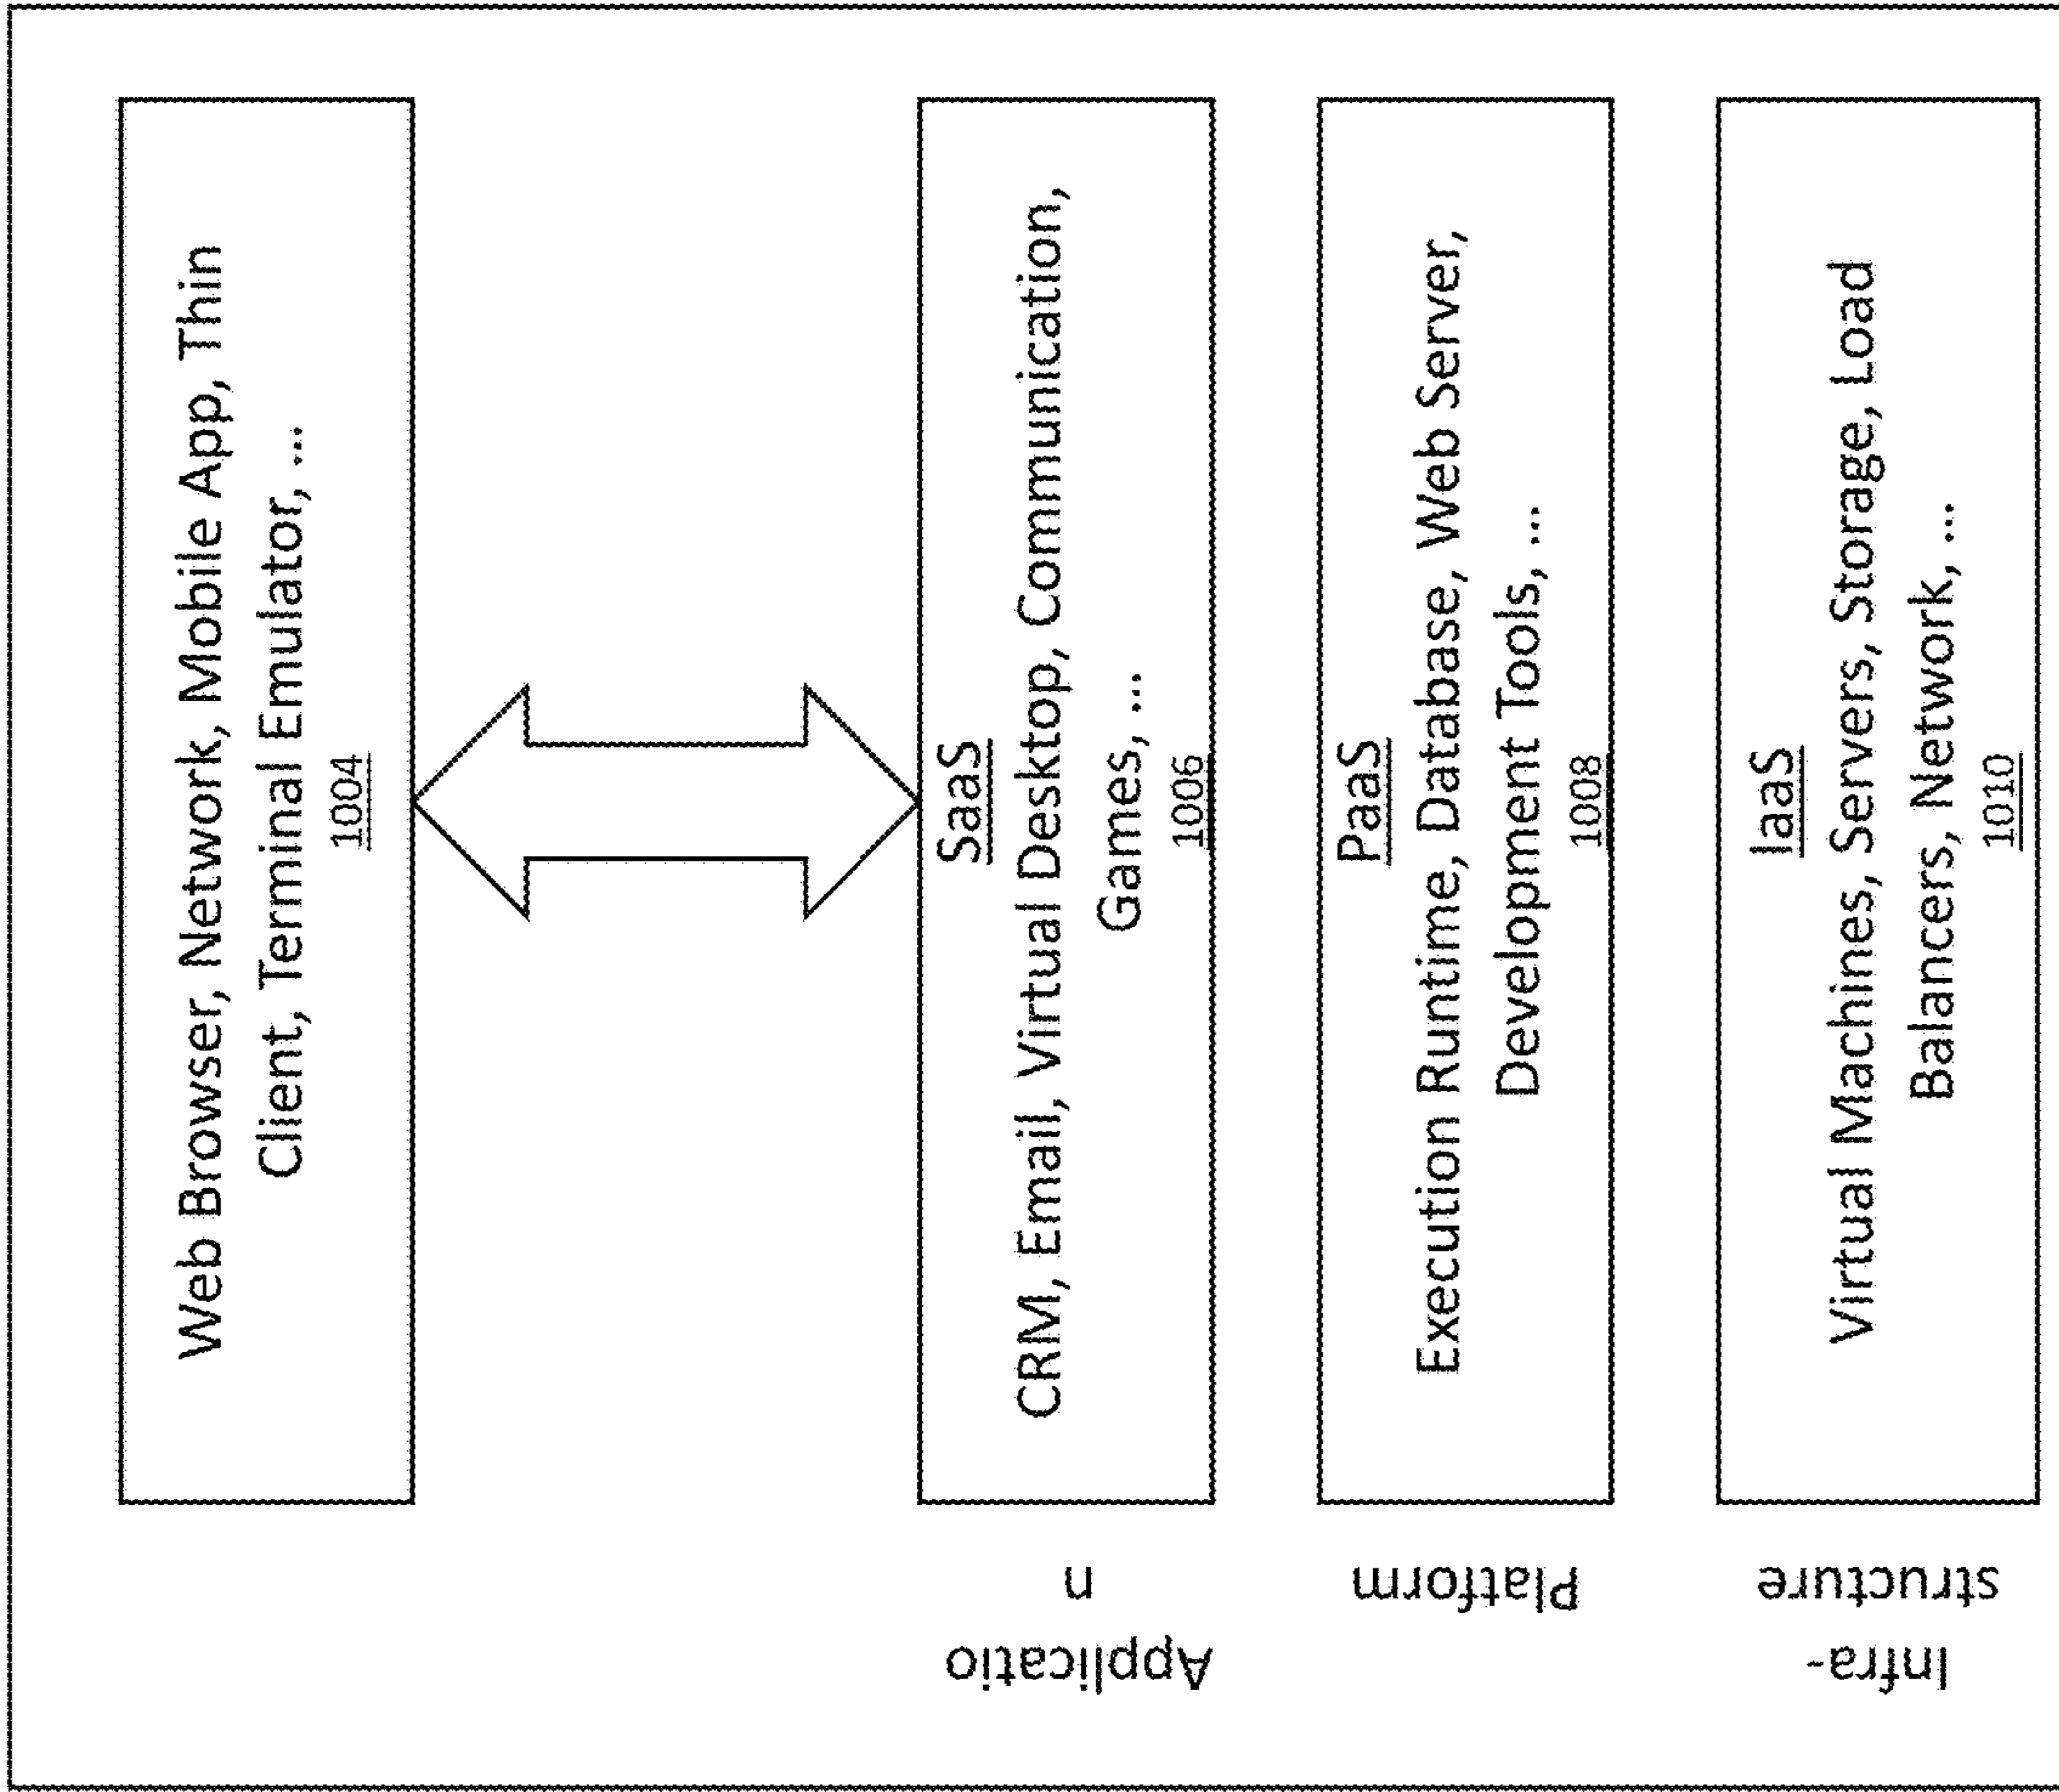 Web Browser, Network, Mobile App, Thin
Client, Terminal Emulator, ...
1004
Applicatio
n
SaaS
CRM, Email, Virtual Desktop, Communication,
Games, ...
1006
Platform
PaaS
Execution Runtime, Database, Web Server,
Development Tools, ...
1008
Infra-
structure
IaaS
Virtual Machines, Servers, Storage, Load
Balancers, Network, ...
1010